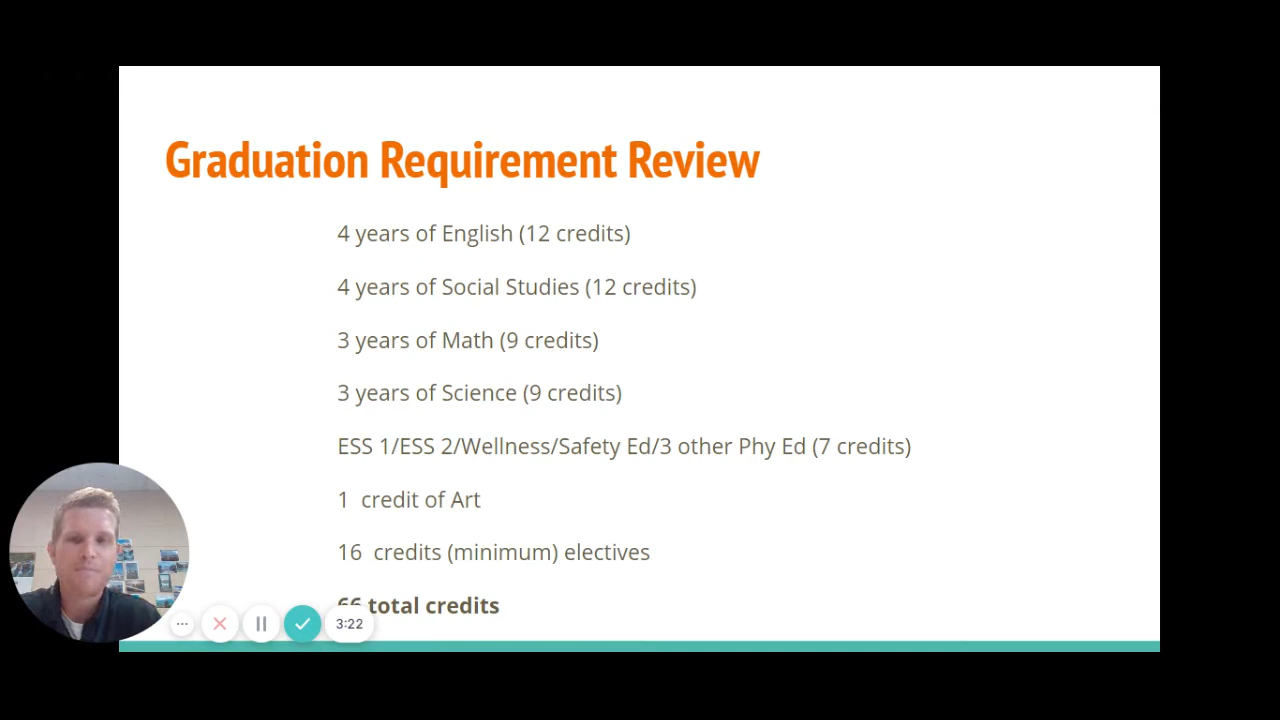 Graduation Requirement Review
4 years of English (12 credits)
4 years of Social Studies (12 credits)
3 years of Math (9 credits)
3 years of Science (9 credits)
ESS 1/ESS 2/Wellness/Safety Ed/3 other Phy Ed (7 credits)
1 credit of Art
16 credits (minimum) electives
66 total credits
3:22